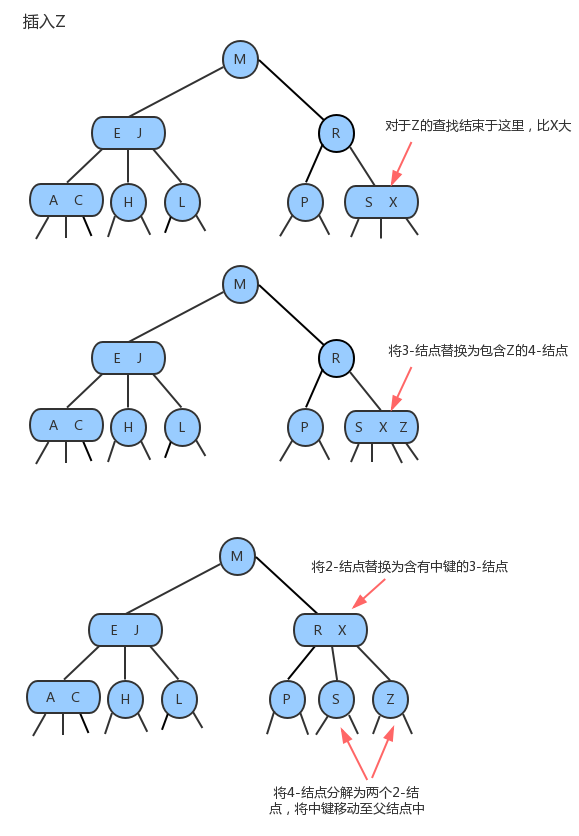 插入Z
M
E J
R
对于Z的查找结束于这里，比X大
A C
H
L
P
S X
M
E J
R
将3-结点替换为包含Z的4-结点
A C
H
L
P
S X Z
M
将2-结点替换为含有中键的3-结点
E J
R X
A C
H
L
P
S
Z
将4-结点分解为两个2-结
点，将中键移动至父结点中